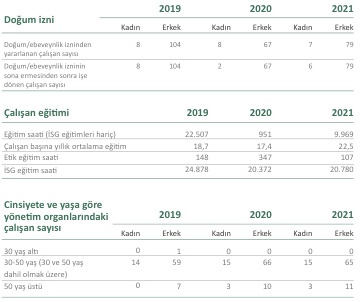 2019 2020 2021
Doğum izni
Kadın Erkek Kadın Erkek Kadın Erkek
Doğum/ebeveynlik izninden 8 104 8 67 7 79
yararlanan çalışan sayısı
Doğum/ebeveynlik izninin 8 104 2 67 6 79
sona ermesinden sonra işe
dönen çalışan sayısı
Çalışan eğitimi 2019 2020 2021
Eğitim saati (İSG eğitimleri hariç) 22.507 951 9.969
Çalışan başına yıllık ortalama eğitim 18,7 17,4 22,5
Etik eğitim saati 148 347 107
İSG eğitim saati 24.878 20.372 20.780
Cinsiyete ve yaşa göre
yönetim organlarındaki 2019 2020 2021
çalışan sayısı
Kadın Erkek Kadın Erkek Kadın Erkek
30 yaş altı 0 1 0 0 0 0
30-50 yaş (30 ve 50 yaş 14 59 15 66 15 65
dahil olmak üzere)
50 yaş üstü 0 7 3 10 3 11